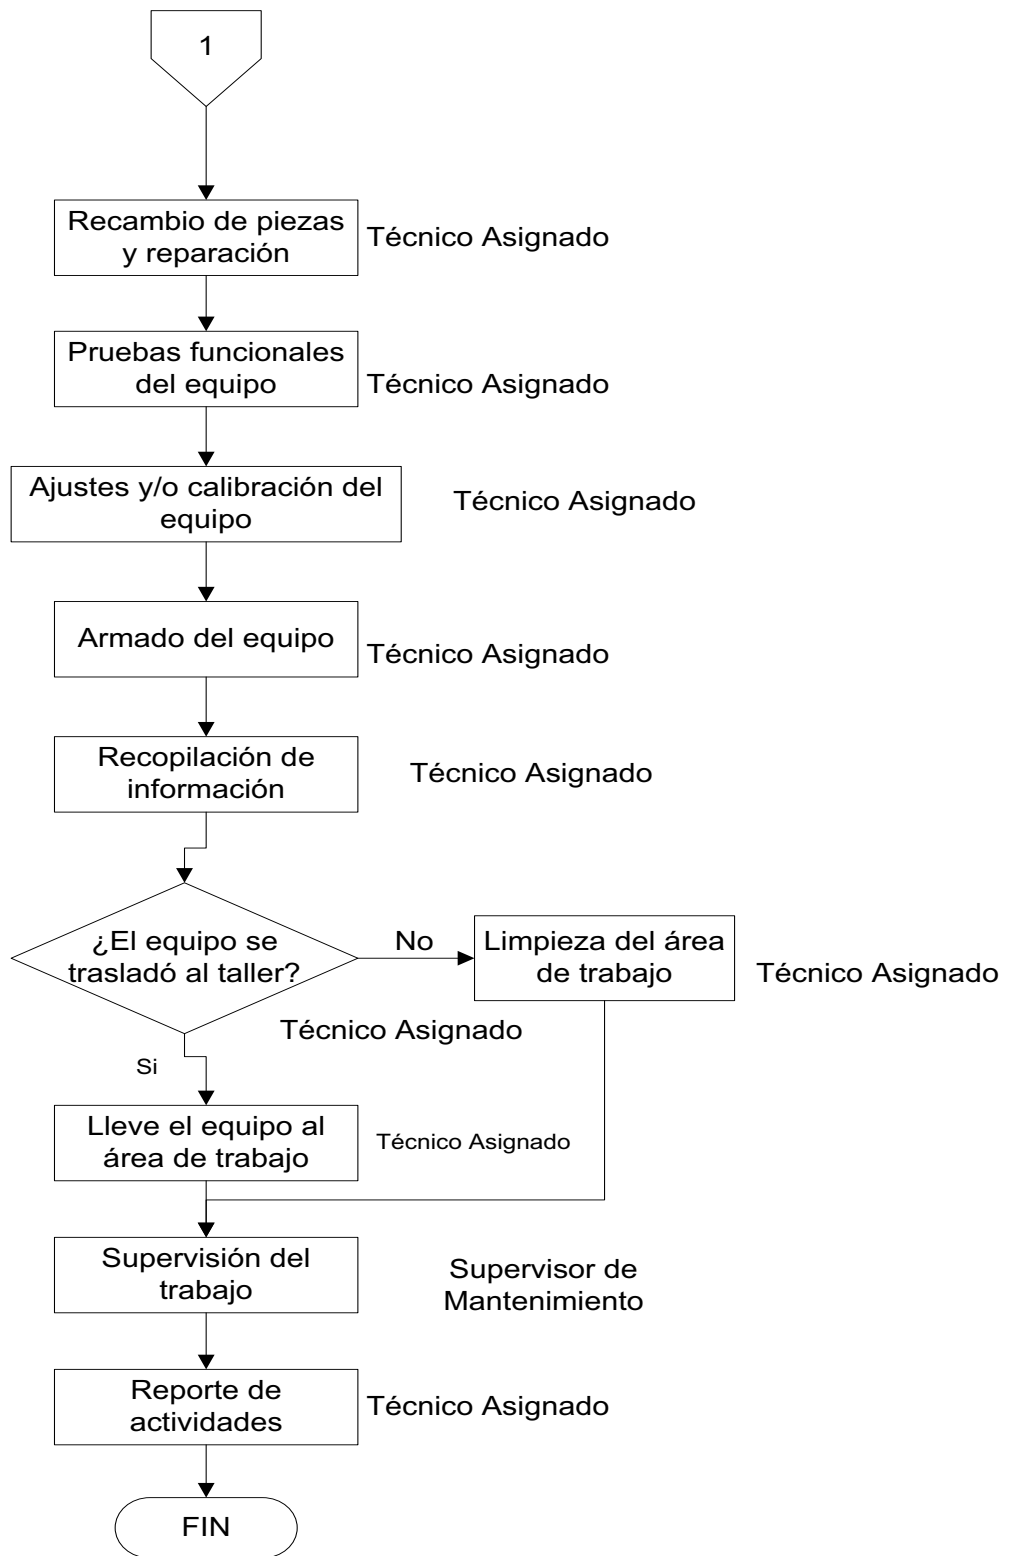 1
Recambio de piezas
y reparación
Técnico Asignado
Pruebas funcionales
del equipo
Técnico Asignado
Ajustes y/o calibración del
equipo
Técnico Asignado
Armado del equipo
Técnico Asignado
Recopilación de
información
Técnico Asignado
¿El equipo se
trasladó al taller?
No
Limpieza del área
de trabajo
Técnico Asignado
Técnico Asignado
Si
Lleve el equipo al
área de trabajo
Técnico Asignado
Supervisión del
trabajo
Supervisor de
Mantenimiento
Reporte de
actividades
Técnico Asignado
FIN